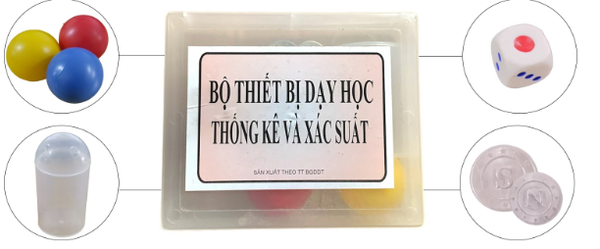 BỘ THIẾT BỊ DẠY HỌC
THỐNG KÊ VÀ XÁC SUẤT
SẢN XUẤT THEO TT BGDĐT
S
N